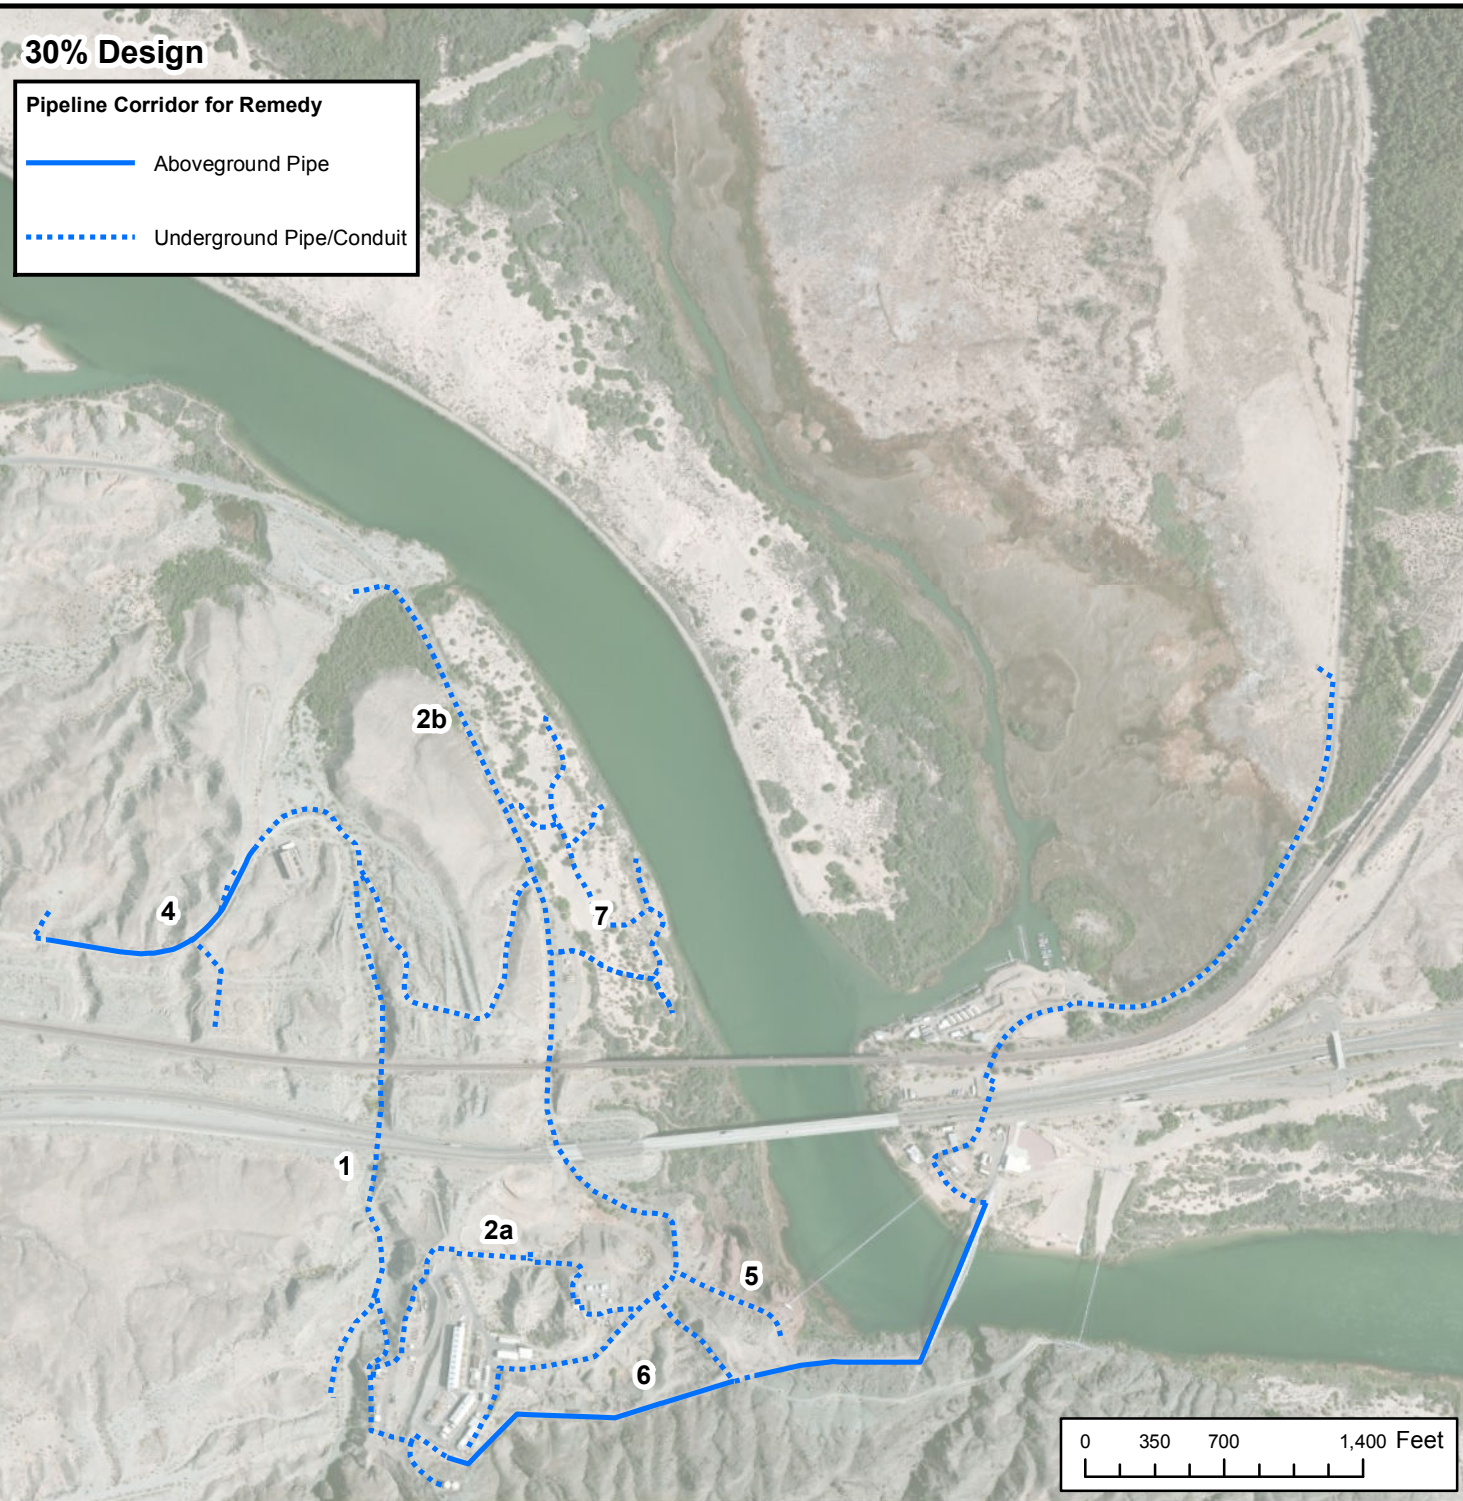 30% Design
Pipeline Corridor for Remedy
Aboveground Pipe
Underground Pipe/Conduit
2b
4
7
1
2a
5
6
0 350 700 1,400 Feet